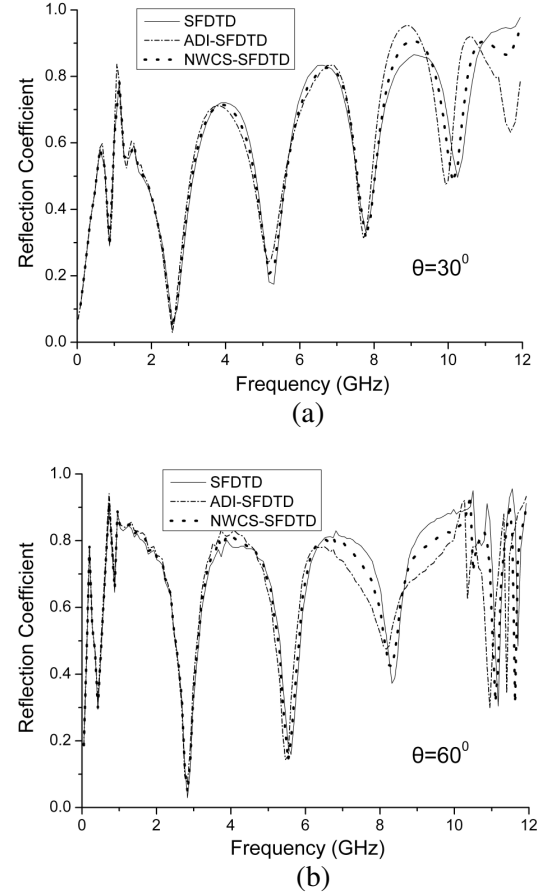 SFDTD
ADI-SFDTD
NWCS-SFDTD
1.0
0.8
0.6
0.4
0.2
0.0
Reflection Coefficient
θ=30⁰
0 2 4 6 8 10 12
Frequency (GHz)
(a)
SFDTD
ADI-SFDTD
NWCS-SFDTD
1.0
0.8
0.6
0.4
0.2
0.0
Reflection Coefficient
θ=60⁰
0 2 4 6 8 10 12
Frequency (GHz)
(b)